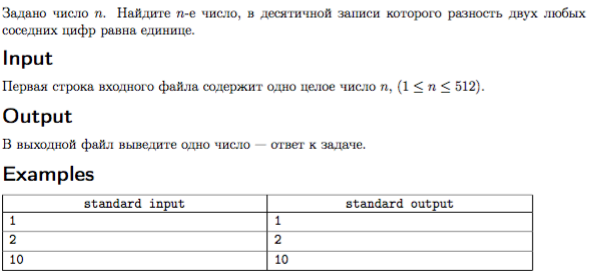 Задано число n. Найдите n-е число, в десятичной записи которого разность двух любых
соседних цифр равна единице.
Input
Первая строка входного файла содержит одно целое число n, (1 ≤ n ≤ 512).
Output
В выходной файл выведите одно число — ответ к задаче.
Examples
standard input standard output
1 1
2 2
10 10